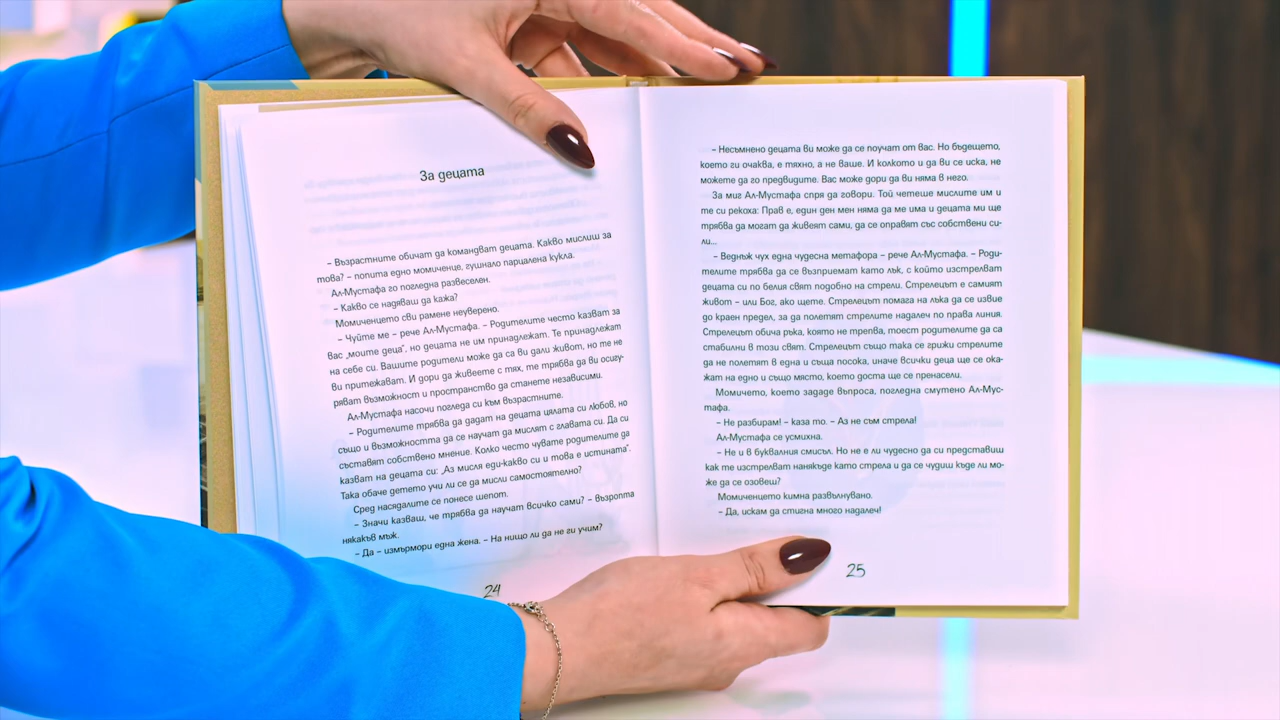 За децата
– Възрастните обичат да командват децата. Какво мислиш за
това? – попита едно момиченце, гушнало парцалена кукла.
Ал-Мустафа го погледна развеселен.
– Какво се надяваш да кажа?
Момиченцето сви рамене неуверено.
– Чуйте ме – рече Ал-Мустафа. – Родителите често казват за
вас „моите деца“, но децата не им принадлежат. Те принадлежат
на себе си. Вашите родители може да са ви дали живот, но те не
ви притежават. И дори да живеете с тях, те трябва да ви осигу-
ряват възможност и пространство да станете независими.
Ал-Мустафа насочи погледа си към възрастните.
– Родителите трябва да дадат на децата цялата си любов, но
също и възможността да се научат да мислят с главата си. Да си
съставят собствено мнение. Колко често чувате родителите да
казват на децата си: „Аз мисля еди-какво си и това е истината“.
Така обаче детето учи ли се да мисли самостоятелно?
Сред насядалите се понесе шепот.
– Значи казваш, че трябва да научат всичко сами? – възропта
някакъв мъж.
– Да – измърмори една жена. – На нищо ли да не ги учим?
24
– Несъмнено децата ви може да се поучат от вас. Но бъдещето,
което ги очаква, е тяхно, а не ваше. И колкото и да ви се иска, не
можете да го предвидите. Вас може дори да ви няма в него.
За миг Ал-Мустафа спря да говори. Той четеше мислите им и
те си рекоха: Прав е, един ден мен няма да ме има и децата ми ще
трябва да могат да живеят сами, да се оправят със собствени си-
ли...
– Веднъж чух една чудесна метафора – рече Ал-Мустафа. – Роди-
телите трябва да се възприемат като лък, с който изстрелват
децата си по белия свят подобно на стрели. Стрелецът е самият
живот – или Бог, ако щете. Стрелецът помага на лъка да се извие
до краен предел, за да полетят стрелите надалеч по права линия.
Стрелецът обича ръка, която не трепва, тоест родителите да са
стабилни в този свят. Стрелецът също така се грижи стрелите
да не полетят в една и съща посока, иначе всички деца ще се ока-
жат на едно и също място, което доста ще се пренасели.
Момичето, което зададе въпроса, погледна смутено Ал-Мус-
тафа.
– Не разбирам! – каза то. – Аз не съм стрела!
Ал-Мустафа се усмихна.
– Не и в буквалния смисъл. Но не е ли чудесно да си представиш
как те изстрелват нанякъде като стрела и да се чудиш къде ли мо-
же да се озовеш?
Момиченцето кимна развълнувано.
– Да, искам да стигна много надалеч!
25